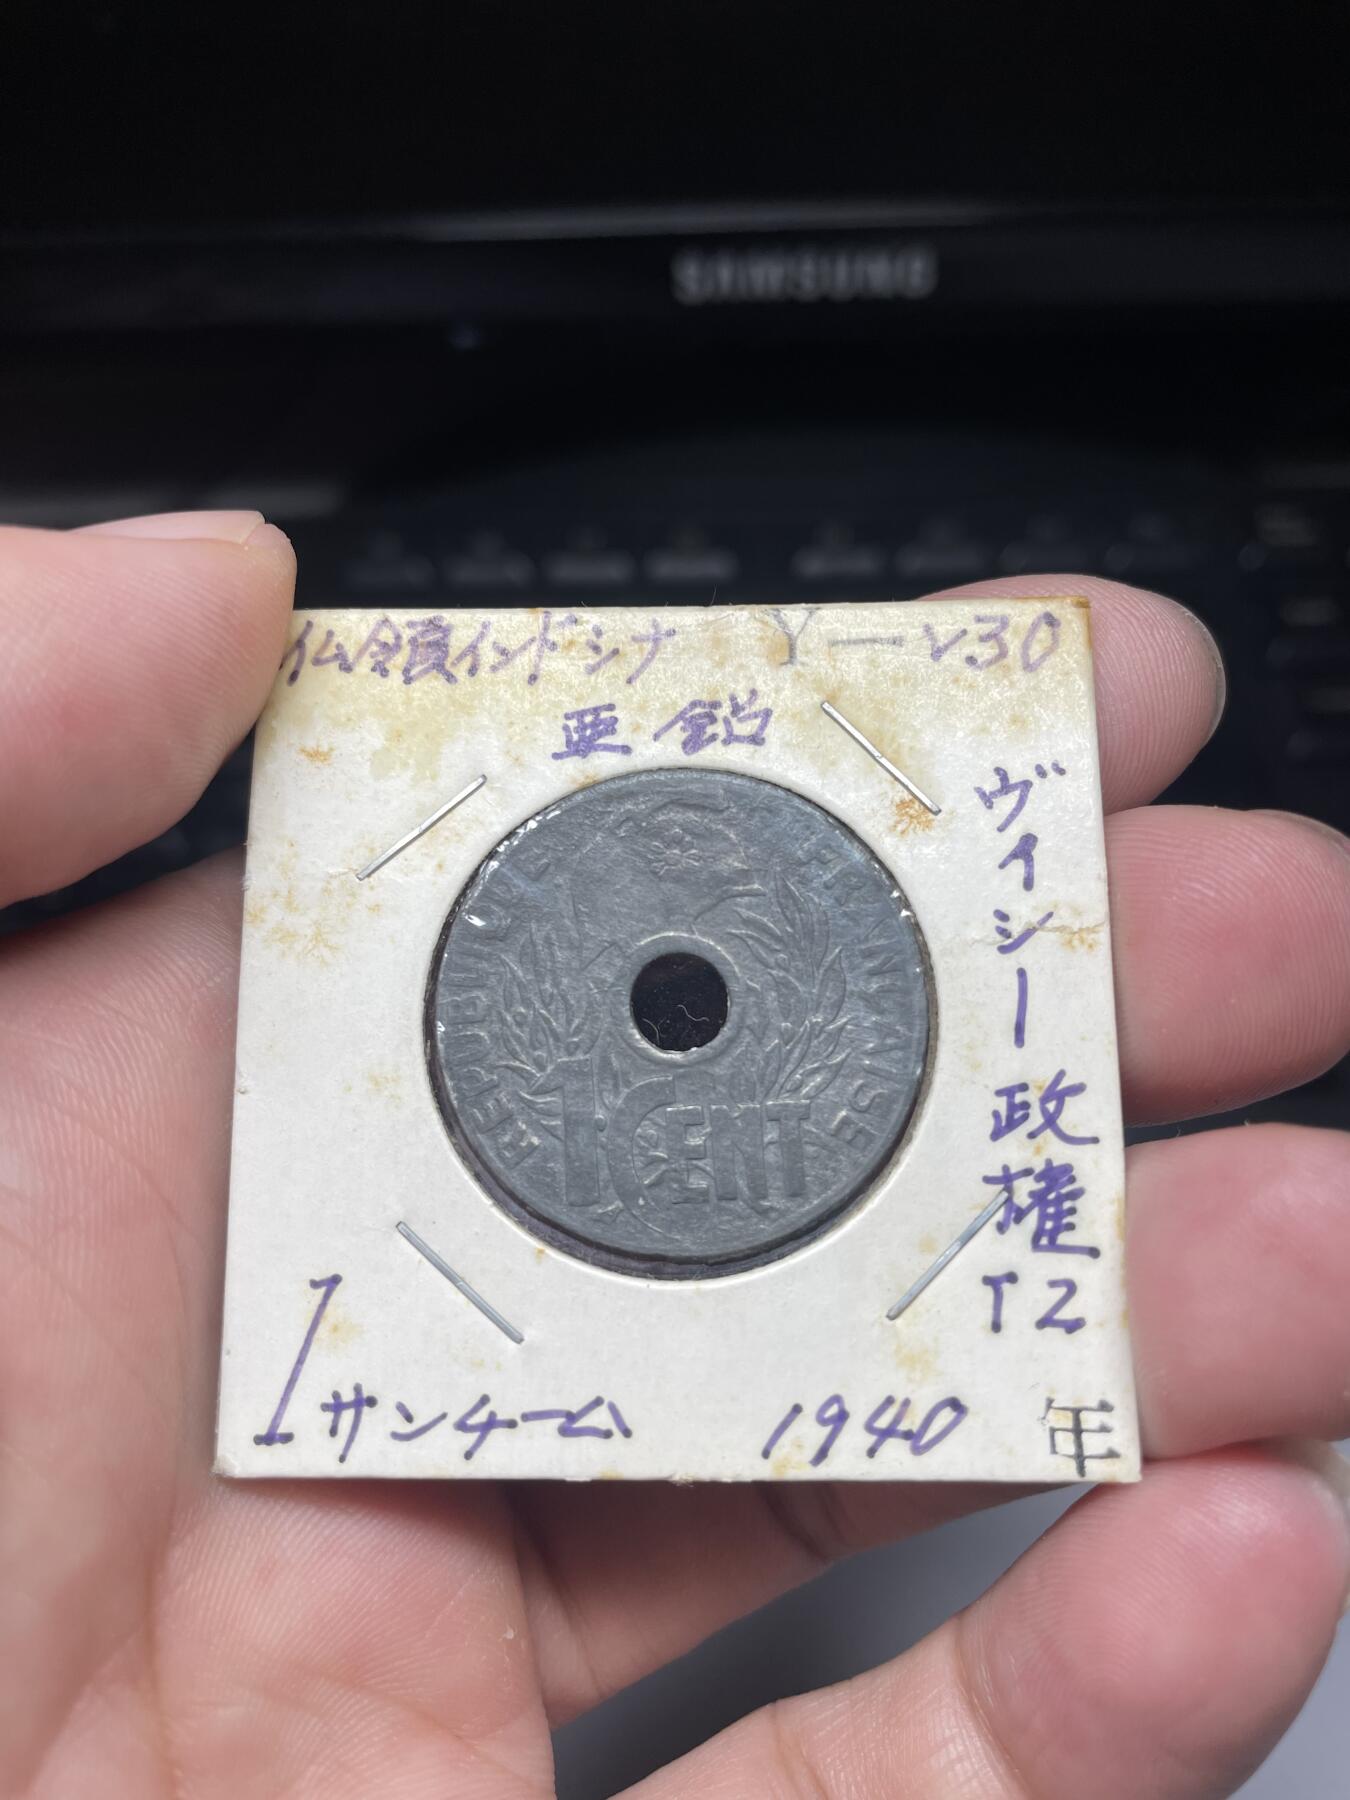 SAMSUNG
仏領インドシナ Y-V30
亜鉛
ヴィシー政権 T2
REPUBLIQUE FRANÇAISE
1 CENT
1サンチーム 1940年